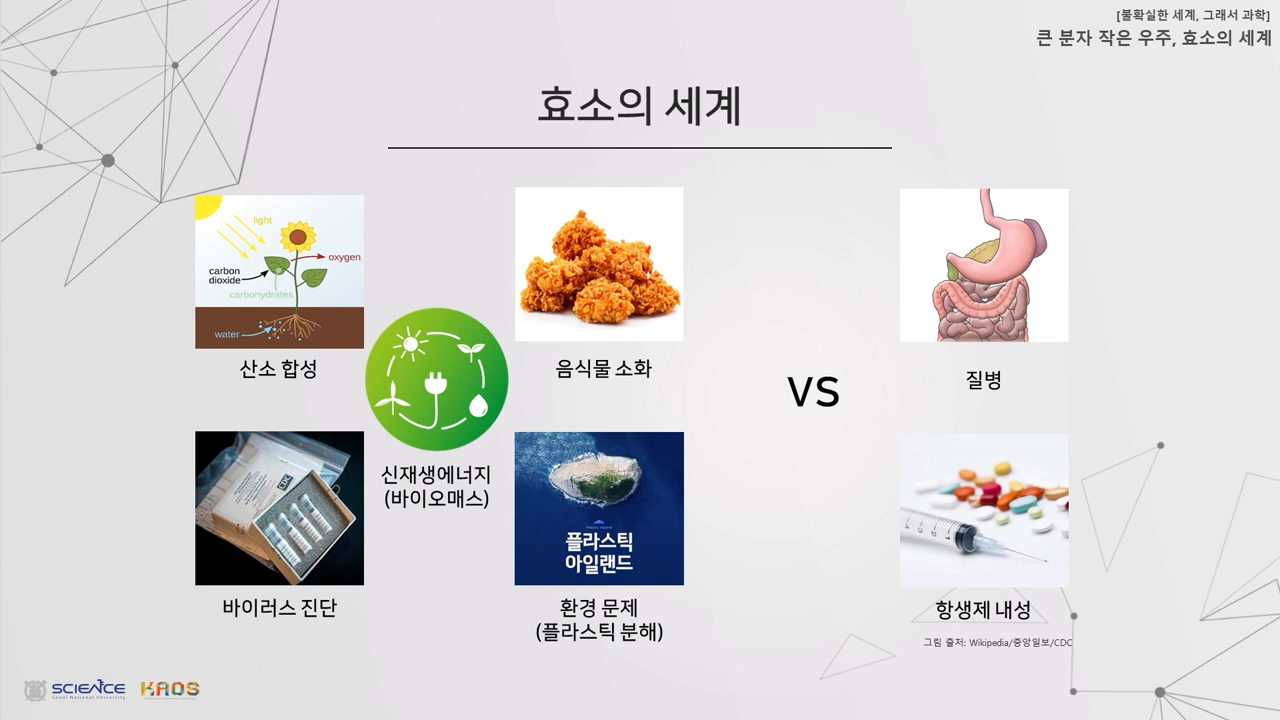 [불확실한 세계, 그래서 과학]
큰 분자 작은 우주, 효소의 세계
효소의 세계
light
oxygen
carbon
dioxide
carbohydrates
water
산소 합성
음식물 소화
VS
질병
신재생에너지
(바이오매스)
CDC
플라스틱
아일랜드
바이러스 진단
환경 문제
(플라스틱 분해)
항생제 내성
그림 출처: Wikipedia/중앙일보/CDC
SCIENCE
Seoul National University
KAOS